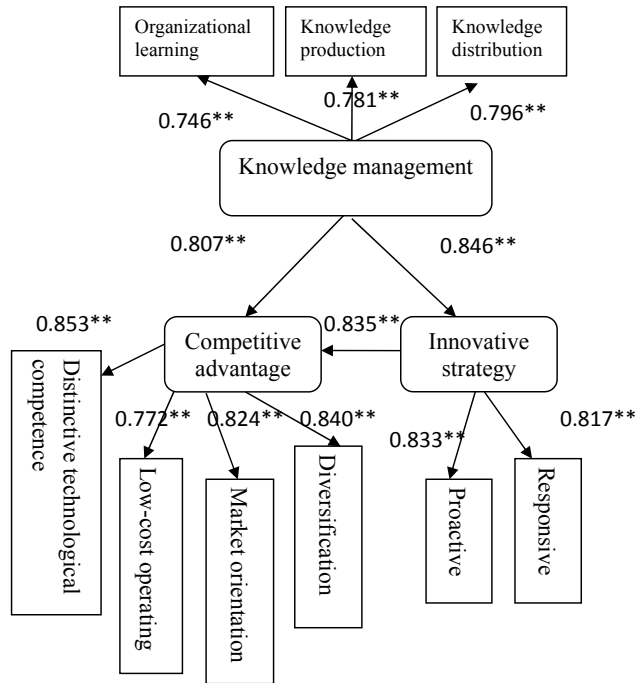 Organizational
learning
Knowledge
production
Knowledge
distribution
0.746**
0.781**
0.796**
Knowledge management
0.807**
0.846**
0.853**
Competitive
advantage
0.835**
Innovative
strategy
Distinctive technological
competence
0.772**
0.824**
0.840**
0.833**
0.817**
Low-cost operating
Market orientation
Diversification
Proactive
Responsive